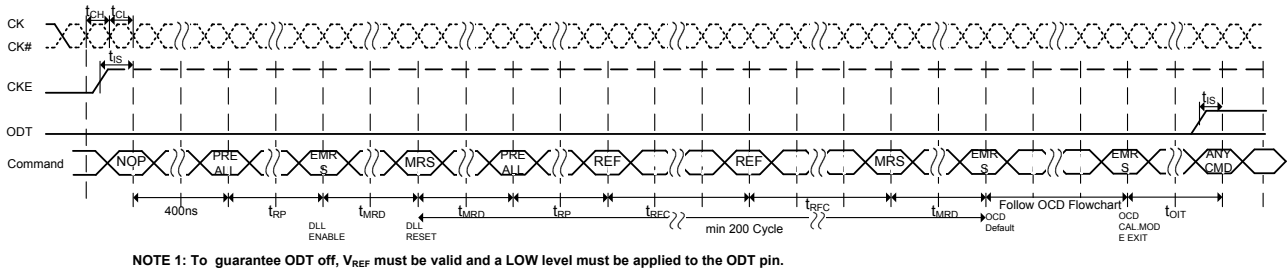 CK
CK#
tCH tCL
tIS
CKE
tIS
ODT
Command NOP PRE ALL EMR S MRS PRE ALL REF REF MRS EMR S EMR S ANY CMD
400ns tRP tMRD tMRD tRP tRFC tRFC tMRD Follow OCD Flowchart tOIT
min 200 Cycle
DLL
ENABLE
DLL
RESET
OCD
Default
OCD
CAL.MOD
E EXIT
NOTE 1: To guarantee ODT off, VREF must be valid and a LOW level must be applied to the ODT pin.